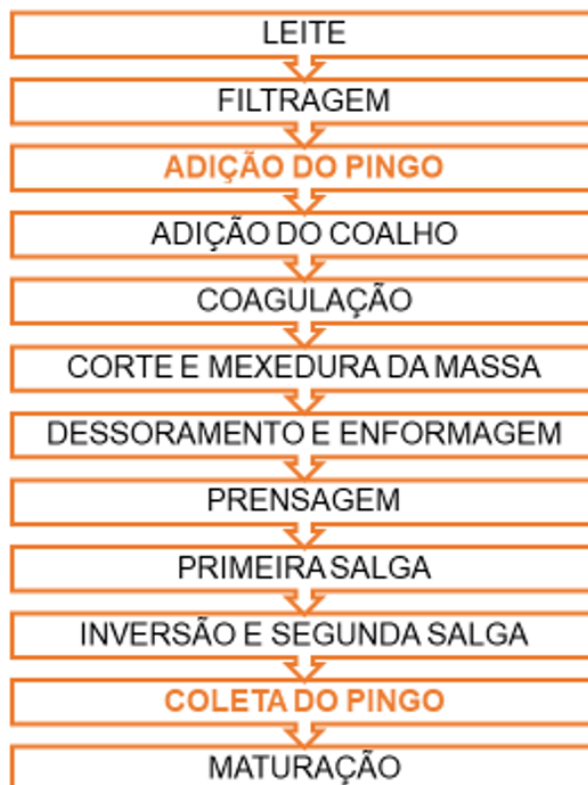 LEITE
FILTRAGEM
ADIÇÃO DO PINGO
ADIÇÃO DO COALHO
COAGULAÇÃO
CORTE E MEXEDURA DA MASSA
DESSORAMENTO E ENFORMAGEM
PRENSAGEM
PRIMEIRA SALGA
INVERSÃO E SEGUNDA SALGA
COLETA DO PINGO
MATURAÇÃO